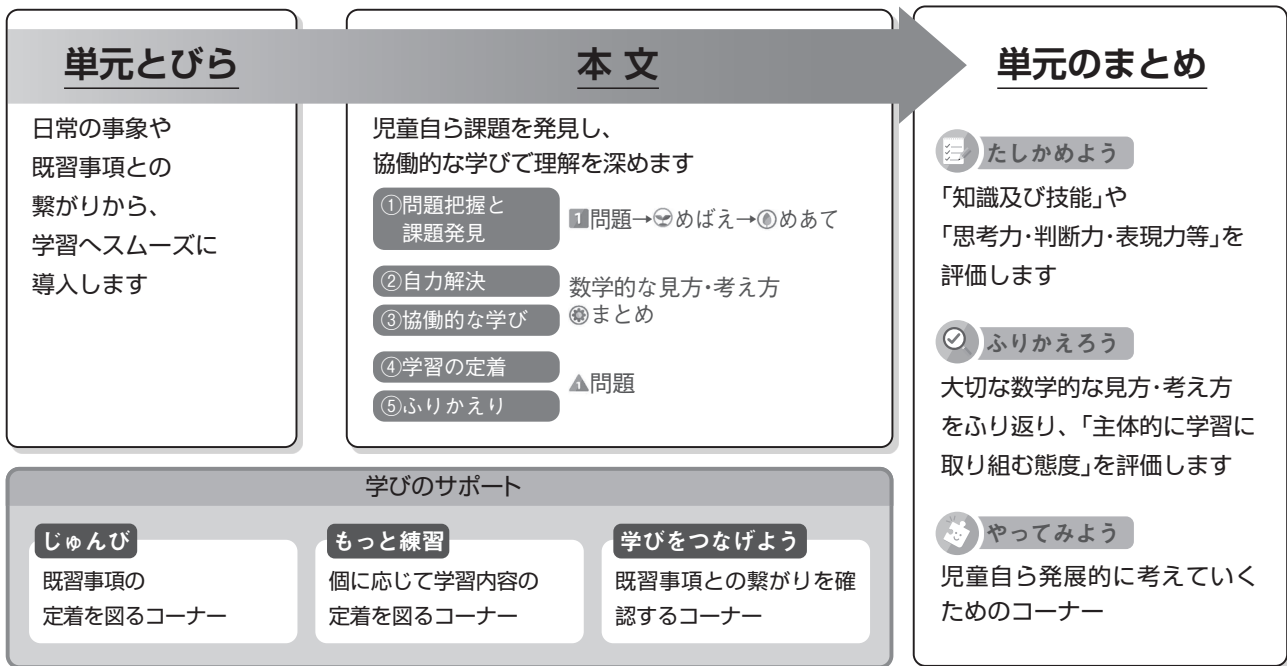 単元とびら
日常の事象や
既習事項との
繋がりから、
学習へスムーズに
導入します
本文
児童自ら課題を発見し、
協働的な学びで理解を深めます
①問題把握と
課題発見
1問題→めばえ→めあて
②自力解決
③協働的な学び
数学的な見方・考え方
まとめ
④学習の定着
⑤ふりかえり
1問題
単元のまとめ
たしかめよう
「知識及び技能」や
「思考力・判断力・表現力等」を
評価します
ふりかえろう
大切な数学的な見方・考え方
をふり返り、「主体的に学習に
取り組む態度」を評価します
やってみよう
児童自ら発展的に考えていく
ためのコーナー
学びのサポート
じゅんび
既習事項の
定着を図るコーナー
もっと練習
個に応じて学習内容の
定着を図るコーナー
学びをつなげよう
既習事項との繋がりを確
認するコーナー